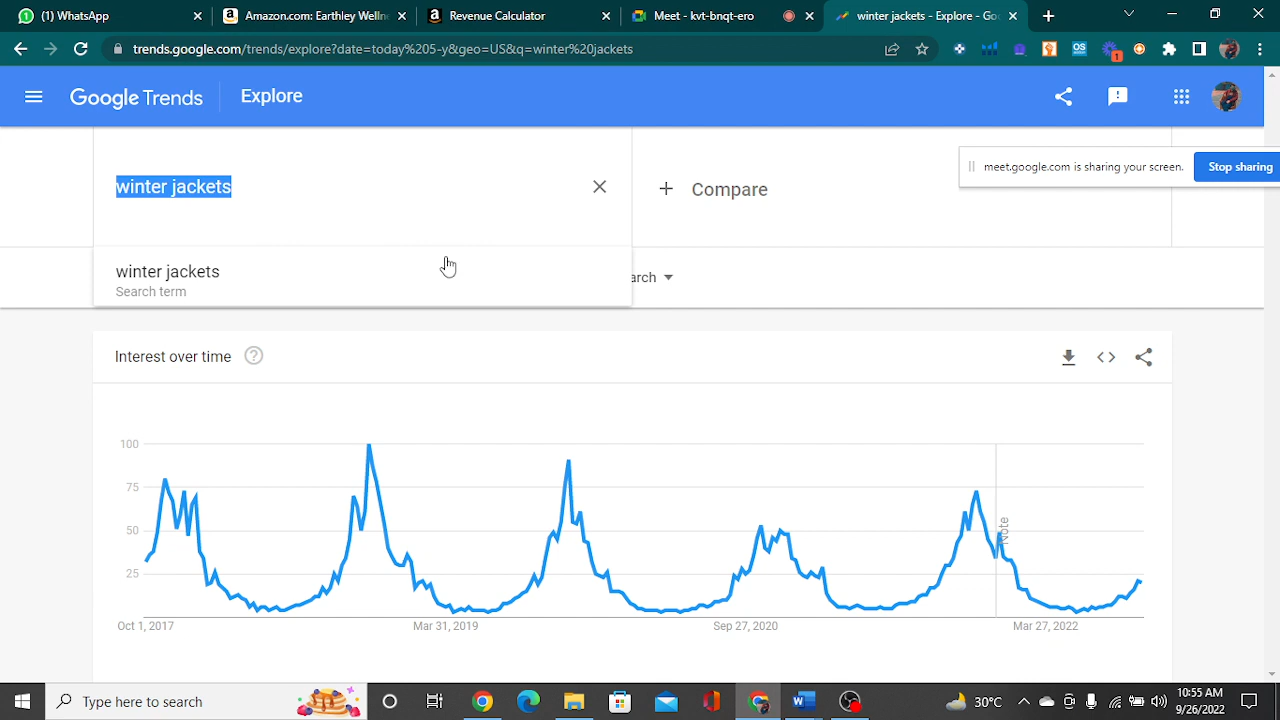 (1) WhatsApp
Amazon.com: Earthley Wellne
Revenue Calculator
Meet - kvt-bnqt-ero
winter jackets - Explore - Goo
trends.google.com/trends/explore?date=today%205-y&geo=US&q=winter%20jackets
OS
1
Google Trends
Explore
winter jackets
+ Compare
meet.google.com is sharing your screen.
Stop sharing
winter jackets
Search term
arch
Interest over time
100
75
50
25
Note
Oct 1, 2017
Mar 31, 2019
Sep 27, 2020
Mar 27, 2022
Type here to search
30°C
10:55 AM
9/26/2022